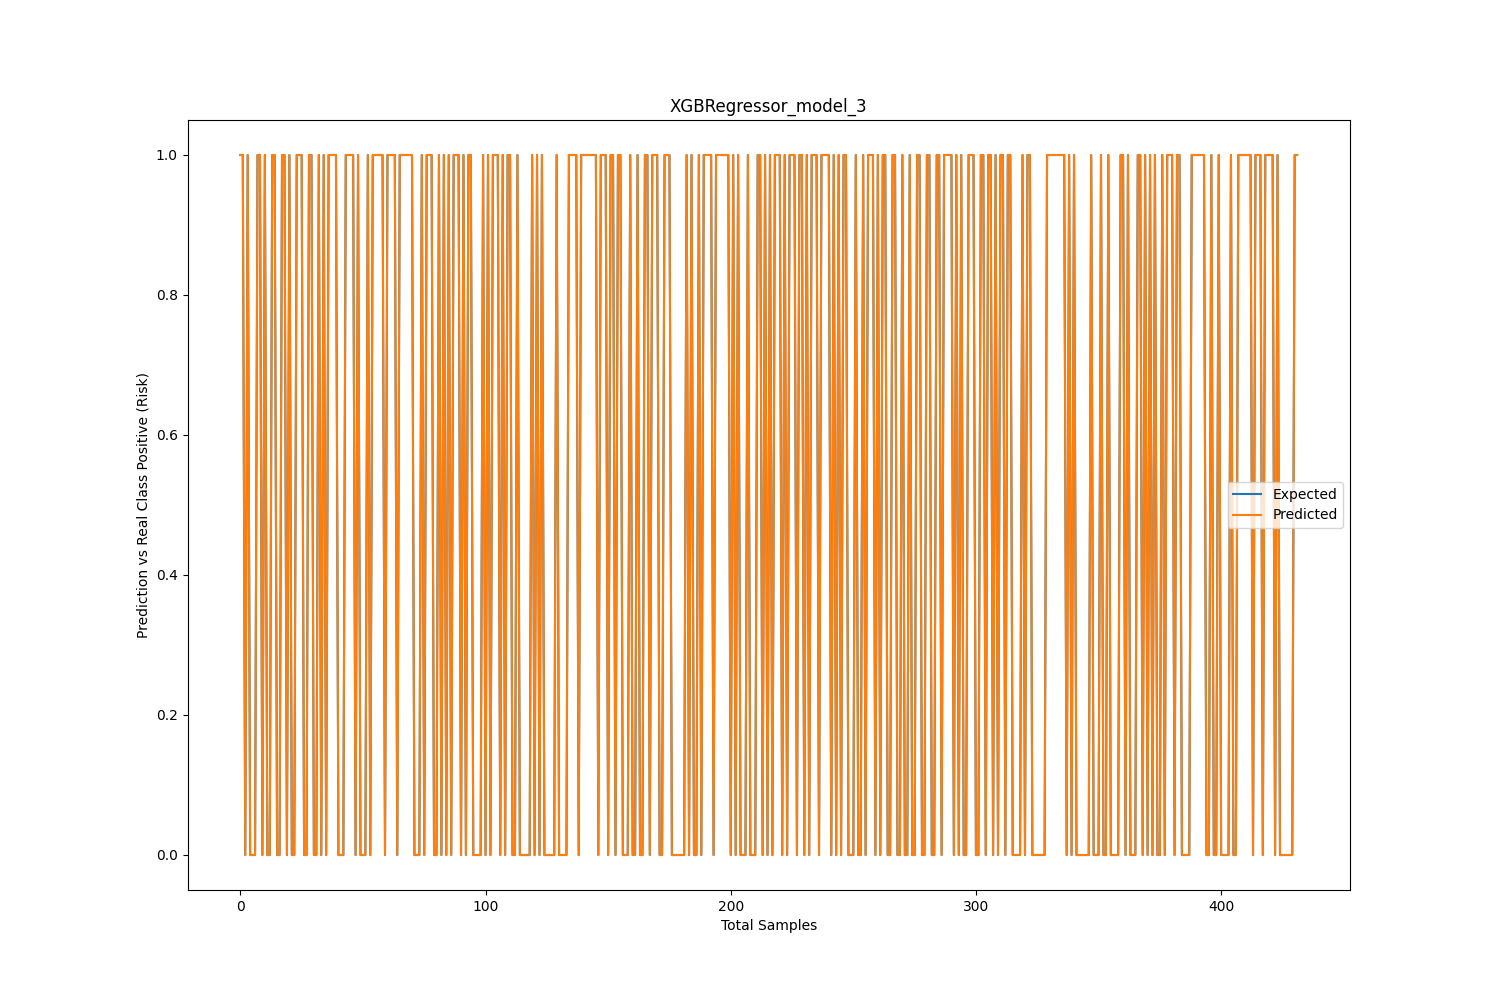 XGBRegressor_model_3
1.0
0.8
0.6
0.4
0.2
0.0
Prediction vs Real Class Positive (Risk)
Expected
Predicted
0 100 200 300 400
Total Samples